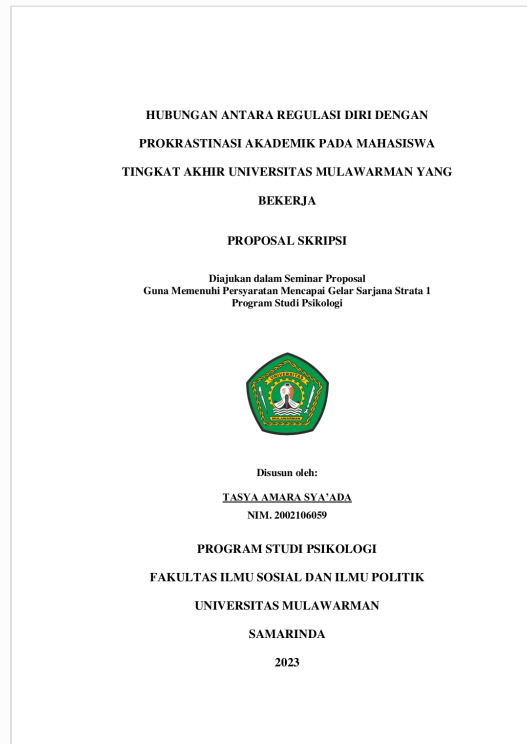 HUBUNGAN ANTARA REGULASI DIRI DENGAN
PROKRASTINASI AKADEMIK PADA MAHASISWA
TINGKAT AKHIR UNIVERSITAS MULAWARMAN YANG
BEKERJA
PROPOSAL SKRIPSI
Diajukan dalam Seminar Proposal
Guna Memenuhi Persyaratan Mencapai Gelar Sarjana Strata 1
Program Studi Psikologi
UNIVERSITAS
MULAWARMAN
Disusun oleh:
TASYA AMARA SYA'ADA
NIM. 2002106059
PROGRAM STUDI PSIKOLOGI
FAKULTAS ILMU SOSIAL DAN ILMU POLITIK
UNIVERSITAS MULAWARMAN
SAMARINDA
2023